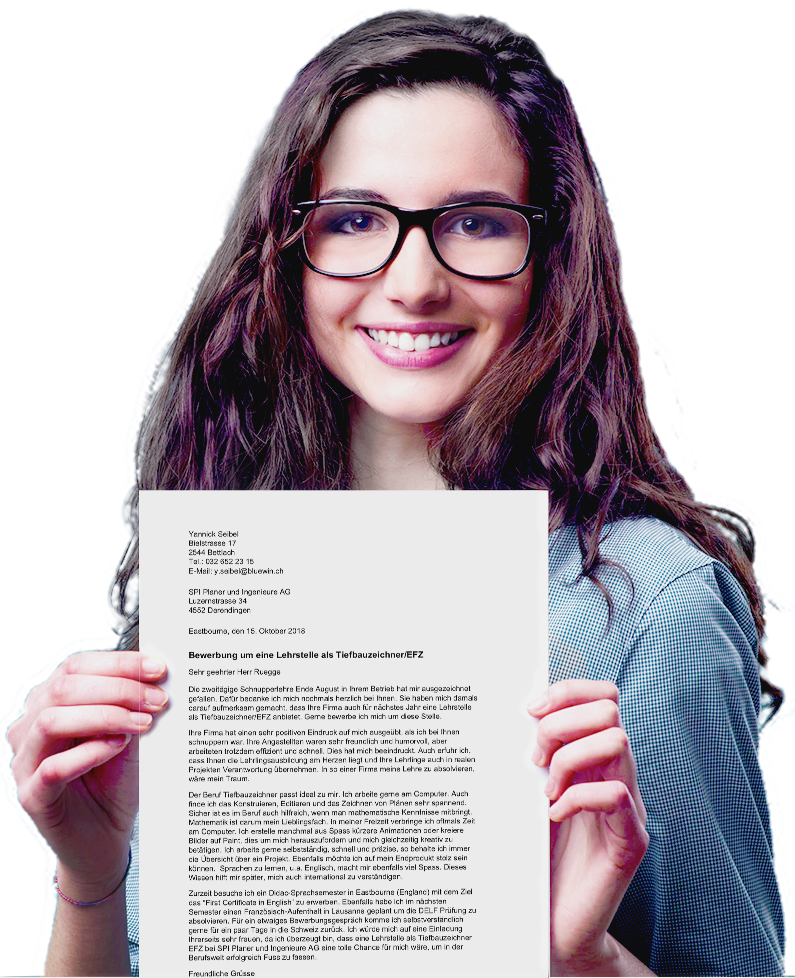 Yannick Seibel
Bielstrasse 17
2544 Bettlach
Tel.: 032 652 23 15
E-Mail: y.seibel@bluewin.ch
SPI Planer und Ingenieure AG
Luzernstrasse 34
4552 Derendingen
Eastbourne, den 15. Oktober 2018
Bewerbung um eine Lehrstelle als Tiefbauzeichner/EFZ
Sehr geehrter Herr Ruegge
Die zweitägige Schnupperlehre Ende August in Ihrem Betrieb hat mir ausgezeichnet
gefallen. Dafür bedanke ich mich nochmals herzlich bei Ihnen. Sie haben mich damals
darauf aufmerksam gemacht, dass Ihre Firma auch für nächstes Jahr eine Lehrstelle
als Tiefbauzeichner/EFZ anbietet. Gerne bewerbe ich mich um diese Stelle.
Ihre Firma hat einen sehr positiven Eindruck auf mich ausgeübt, als ich bei Ihnen
schnuppern war. Ihre Angestellten waren sehr freundlich und humorvoll, aber
arbeiteten trotzdem effizient und schnell. Dies hat mich beeindruckt. Auch erfuhr ich,
dass Ihnen die Lehrlingsausbildung am Herzen liegt und Ihre Lehrlinge auch in realen
Projekten Verantwortung übernehmen. In so einer Firma meine Lehre zu absolvieren,
wäre mein Traum.
Der Beruf Tiefbauzeichner passt ideal zu mir. Ich arbeite gerne am Computer. Auch
finde ich das Konstruieren, Editieren und das Zeichnen von Plänen sehr spannend.
Sicher ist es im Beruf auch hilfreich, wenn man mathematische Kenntnisse mitbringt.
Mathematik ist darum mein Lieblingsfach. In meiner Freizeit verbringe ich oftmals Zeit
am Computer. Ich erstelle manchmal aus Spass kürzere Animationen oder kreiere
Bilder auf Paint, dies um mich herauszufordern und mich gleichzeitig kreativ zu
betätigen. Ich arbeite gerne selbstständig, schnell und präzise, so behalte ich immer
die Übersicht über ein Projekt. Ebenfalls möchte ich auf mein Endprodukt stolz sein
können. Sprachen zu lernen, u.a. Englisch, macht mir ebenfalls viel Spass. Dieses
Wissen hilft mir später, mich auch international zu verständigen.
Zurzeit besuche ich ein Didac-Sprachsemester in Eastbourne (England) mit dem Ziel
das "First Certificate in English" zu erwerben. Ebenfalls habe ich im nächsten
Semester einen Französisch-Aufenthalt in Lausanne geplant um die DELF Prüfung zu
absolvieren. Für ein etwaiges Bewerbungsgespräch komme ich selbstverständlich
gerne für ein paar Tage in die Schweiz zurück. Ich würde mich auf eine Einladung
Ihrerseits sehr freuen, da ich überzeugt bin, dass eine Lehrstelle als Tiefbauzeichner
EFZ bei SPI Planer und Ingenieure AG eine tolle Chance für mich wäre, um in der
Berufswelt erfolgreich Fuss zu fassen.
Freundliche Grüsse